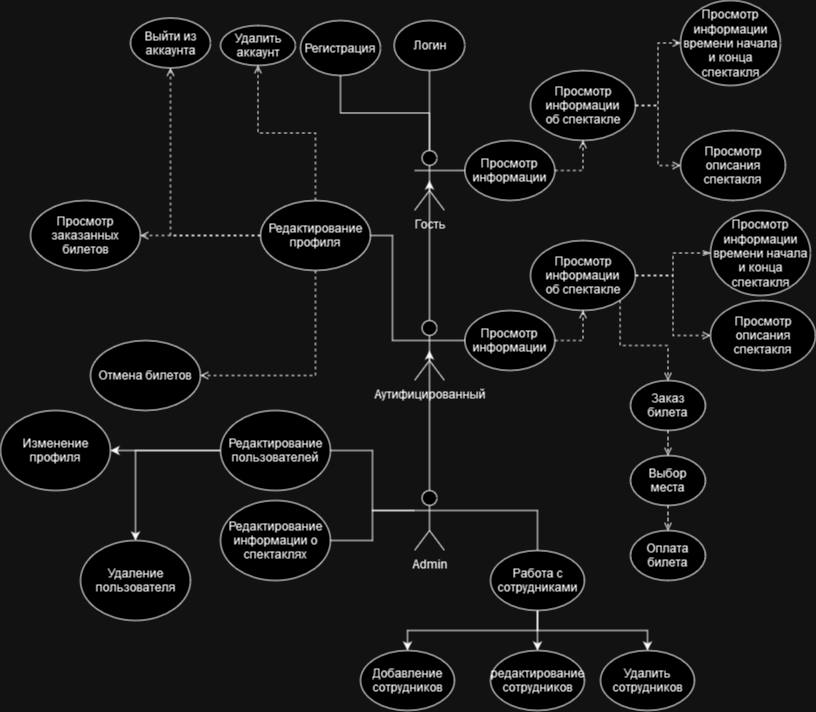 Выйти из
аккаунта
Удалить
аккаунт
Регистрация
Логин
Просмотр
информации
времени начала
и конца
спектакля
Просмотр
информации
об спектакле
Просмотр
информации
Просмотр
описания
спектакля
Гость
Просмотр
заказанных
билетов
Редактирование
профиля
Просмотр
информации
об спектакле
Просмотр
информации
времени начала
и конца
спектакля
Просмотр
информации
Просмотр
описания
спектакля
Отмена билетов
Аутифицированный
Заказ
билета
Изменение
профиля
Редактирование
пользователей
Выбор
места
Редактирование
информации о
спектаклях
Admin
Оплата
билета
Удаление
пользователя
Работа с
сотрудниками
Добавление
сотрудников
редактирование
сотрудников
Удалить
сотрудников